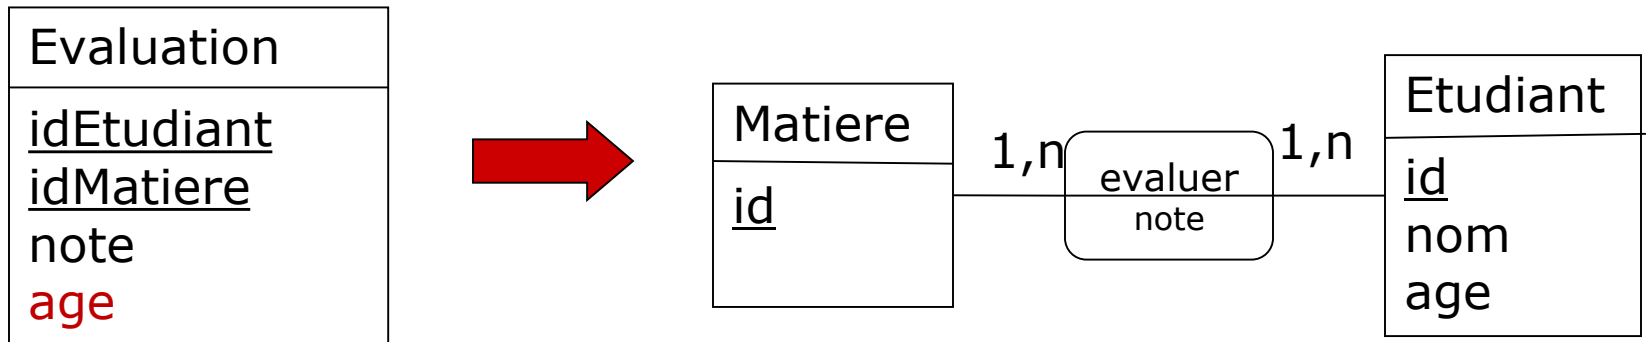 Evaluation
idEtudiant
idMatiere
note
age
Matiere
id
1,n
evaluer
note
1,n
Etudiant
id
nom
age